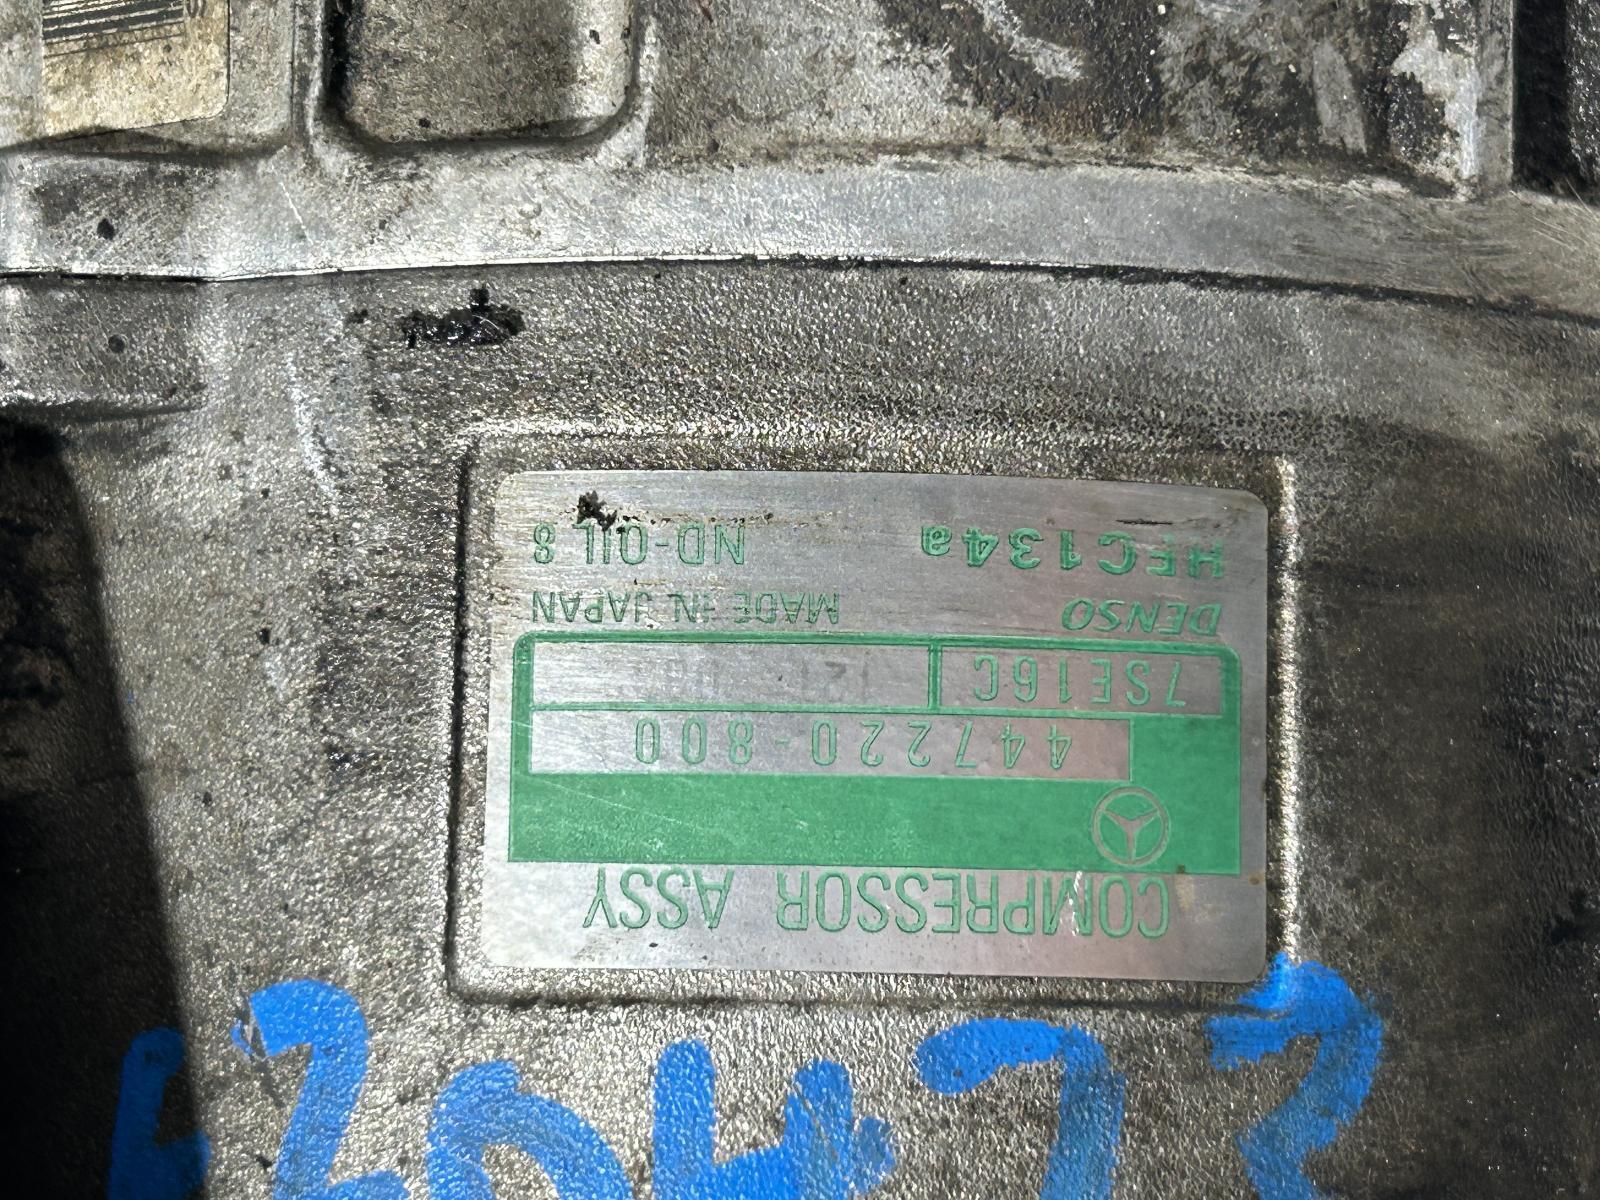 COMPRESSOR ASSY
447220-800
7SE16C
DENSO MADE IN JAPAN
HFC134a ND-OIL 8